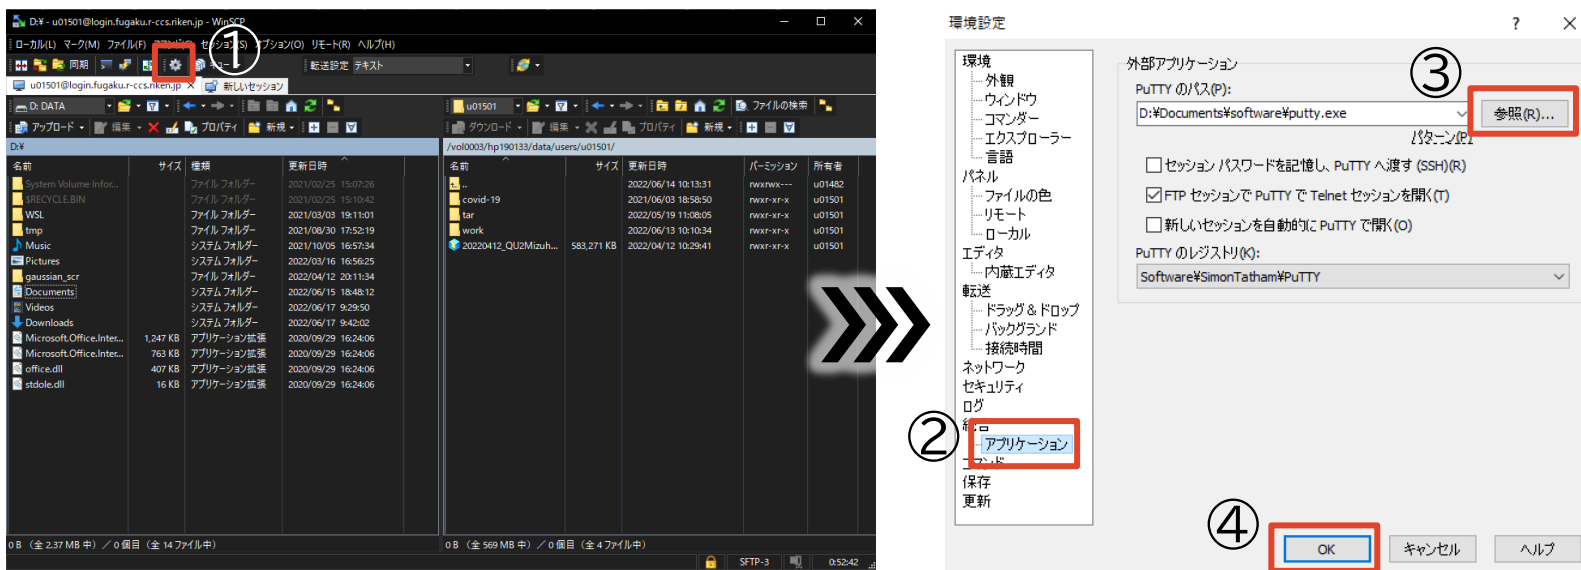 D:¥ - u01501@login.fugaku.r-ccs.riken.jp - WinSCP
ローカル(L) マーク(M) ファイル(F) セッション(S) オプション(O) リモート(R) ヘルプ(H)
①
同期 キュー 転送設定 テキスト
u01501@login.fugaku.r-ccs.riken.jp × 新しいセッション
D: DATA u01501 ファイルの検索
アップロード 編集 プロパティ 新規 ダウンロード 編集 プロパティ 新規
D:¥ /vol0003/hp190133/data/users/u01501/
名前 サイズ 種類 更新日時
System Volume Infor... ファイル フォルダー 2021/02/25 15:07:26
$RECYCLE.BIN ファイル フォルダー 2021/02/25 15:10:42
WSL ファイル フォルダー 2021/03/03 19:11:01
tmp ファイル フォルダー 2021/08/30 17:52:19
Music システム フォルダー 2021/10/05 16:57:34
Pictures システム フォルダー 2022/03/16 16:56:25
gaussian_scr ファイル フォルダー 2022/04/12 20:11:34
Documents システム フォルダー 2022/06/15 18:48:12
Videos システム フォルダー 2022/06/17 9:29:50
Downloads システム フォルダー 2022/06/17 9:42:02
Microsoft.Office.Inter... 1,247 KB アプリケーション拡張 2020/09/29 16:24:06
Microsoft.Office.Inter... 763 KB アプリケーション拡張 2020/09/29 16:24:06
office.dll 407 KB アプリケーション拡張 2020/09/29 16:24:06
stdole.dll 16 KB アプリケーション拡張 2020/09/29 16:24:06
名前 サイズ 更新日時 パーミッション 所有者
.. 2022/06/14 10:13:31 rwxrwx--- u01482
covid-19 2021/06/03 18:58:50 rwxr-xr-x u01501
tar 2022/05/19 11:08:05 rwxr-xr-x u01501
work 2022/06/13 10:10:34 rwxr-xr-x u01501
20220412_QU2Mizuh... 583,271 KB 2022/04/12 10:29:41 rwxr-xr-x u01501
0 B （全 2.37 MB 中）／ 0 個目（全 14 ファイル中） 0 B （全 569 MB 中）／ 0 個目（全 4 ファイル中）
SFTP-3 0:52:42
環境設定 ? ×
環境
外観
ウィンドウ
コマンダー
エクスプローラー
言語
パネル
ファイルの色
リモート
ローカル
エディタ
内蔵エディタ
転送
ドラッグ & ドロップ
バックグランド
接続時間
ネットワーク
セキュリティ
ログ
統合
②
アプリケーション
コマンド
保存
更新
外部アプリケーション
③
PuTTY のパス(P):
D:¥Documents¥software¥putty.exe 参照(R)...
パターン(P)
セッション パスワードを記憶し、PuTTY へ渡す (SSH)(R)
FTP セッションで PuTTY で Telnet セッションを開く(T)
新しいセッションを自動的に PuTTY で開く(O)
PuTTY のレジストリ(K):
Software¥SimonTatham¥PuTTY
④
OK キャンセル ヘルプ